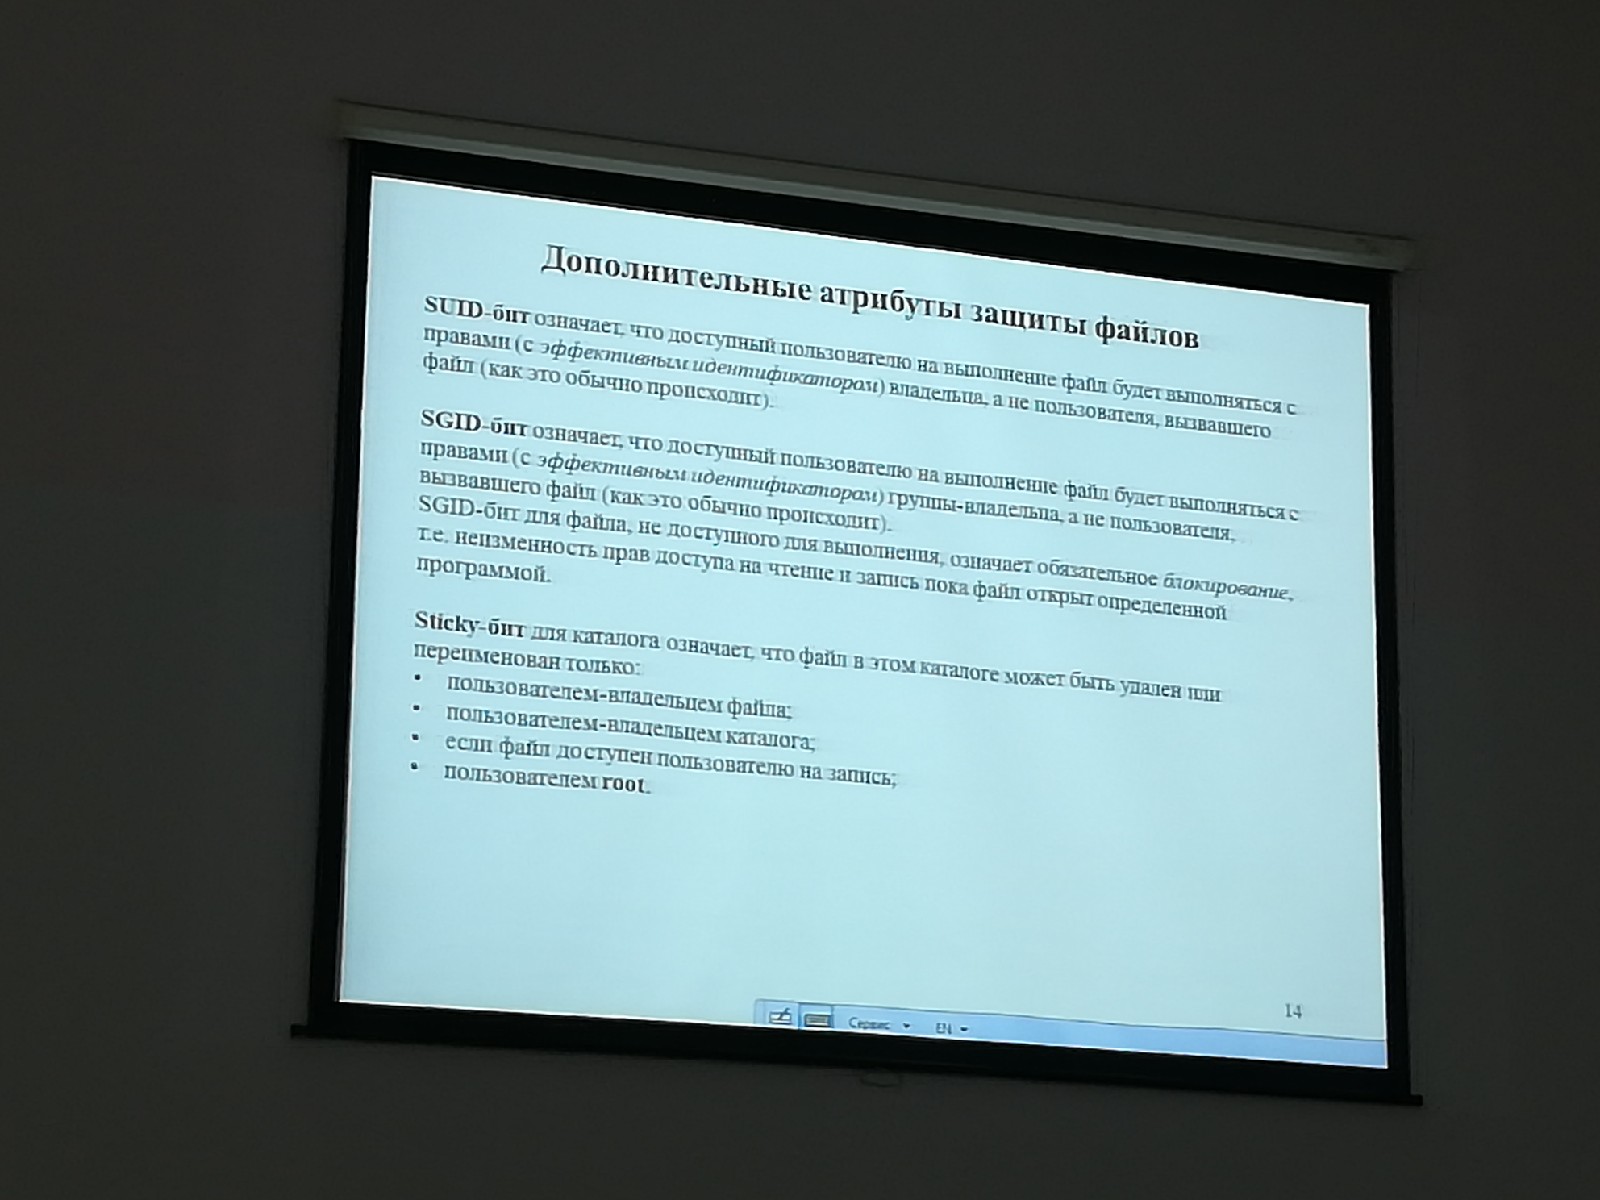 Дополнительные атрибуты защиты файлов
SUID-бит означает, что доступный пользователю на выполнение файл будет выполняться с
правами (с эффективным идентификатором) владельца, а не пользователя, вызвавшего
файл (как это обычно происходит).
SGID-бит означает, что доступный пользователю на выполнение файл будет выполняться с
правами (с эффективным идентификатором) группы-владельца, а не пользователя,
вызвавшего файл (как это обычно происходит).
SGID-бит для файла, не доступного для выполнения, означает обязательное блокирование,
т.е. неизменность прав доступа на чтение и запись пока файл открыт определенной
программой.
Sticky-бит для каталога означает, что файл в этом каталоге может быть удален или
переименован только:
• пользователем-владельцем файла;
• пользователем-владельцем каталога;
• если файл доступен пользователю на запись;
• пользователем root.
14
Сервис EN